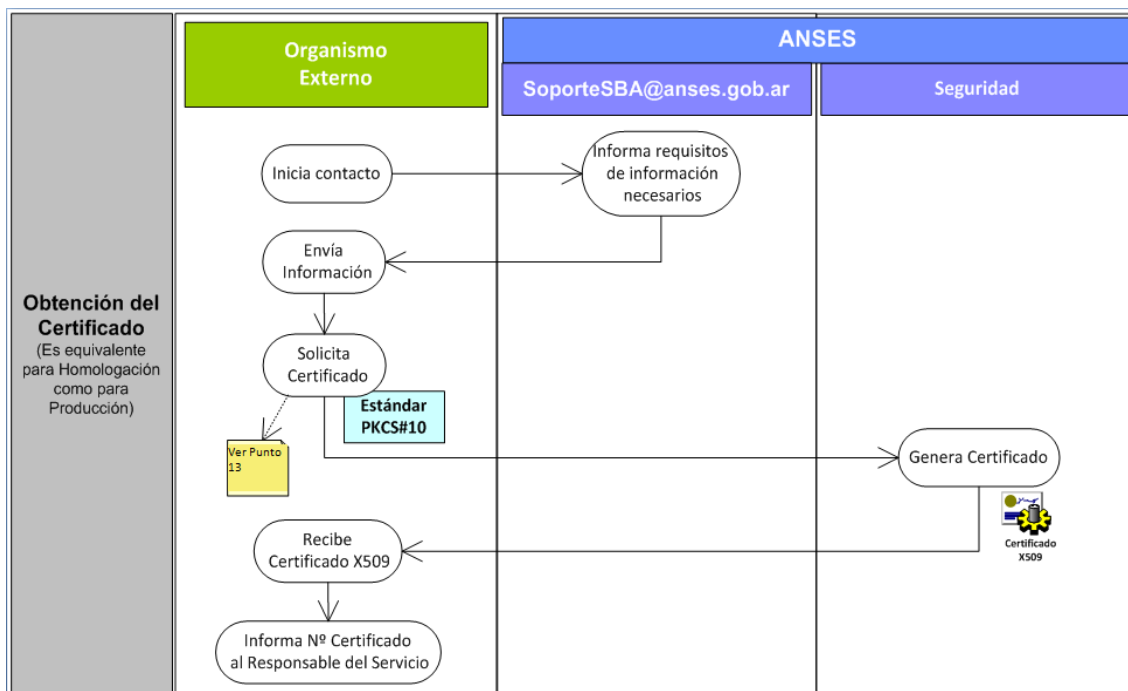 Organismo
Externo
ANSES
SoporteSBA@anses.gob.ar
Seguridad
Obtención del
Certificado
(Es equivalente
para Homologación
como para
Producción)
Inicia contacto
Informa requisitos
de información
necesarios
Envía
Información
Solicita
Certificado
Estándar
PKCS#10
Ver Punto
13
Genera Certificado
Certificado
X509
Recibe
Certificado X509
Informa Nº Certificado
al Responsable del Servicio